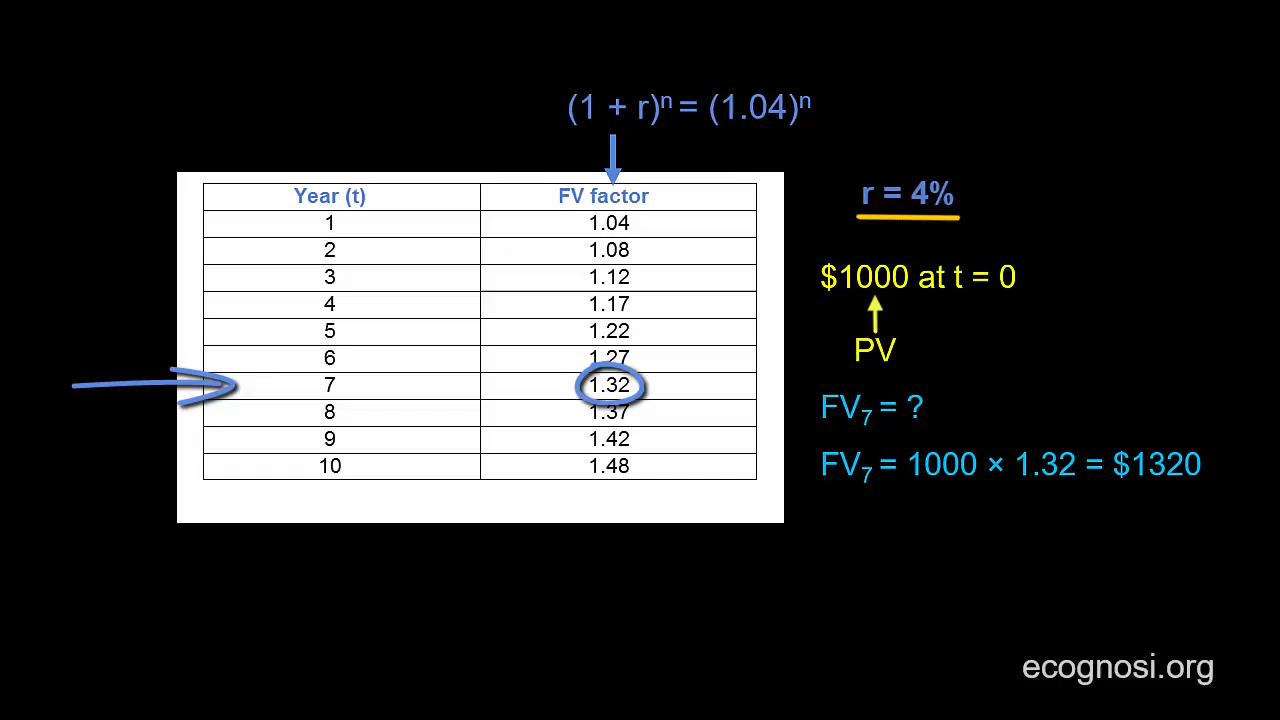 (1 + r)ⁿ = (1.04)ⁿ
Year (t) FV factor
1 1.04
2 1.08
3 1.12
4 1.17
5 1.22
6 1.27
7 1.32
8 1.37
9 1.42
10 1.48
r = 4%
$1000 at t = 0
PV
FV₇ = ?
FV₇ = 1000 × 1.32 = $1320
ecognosi.org